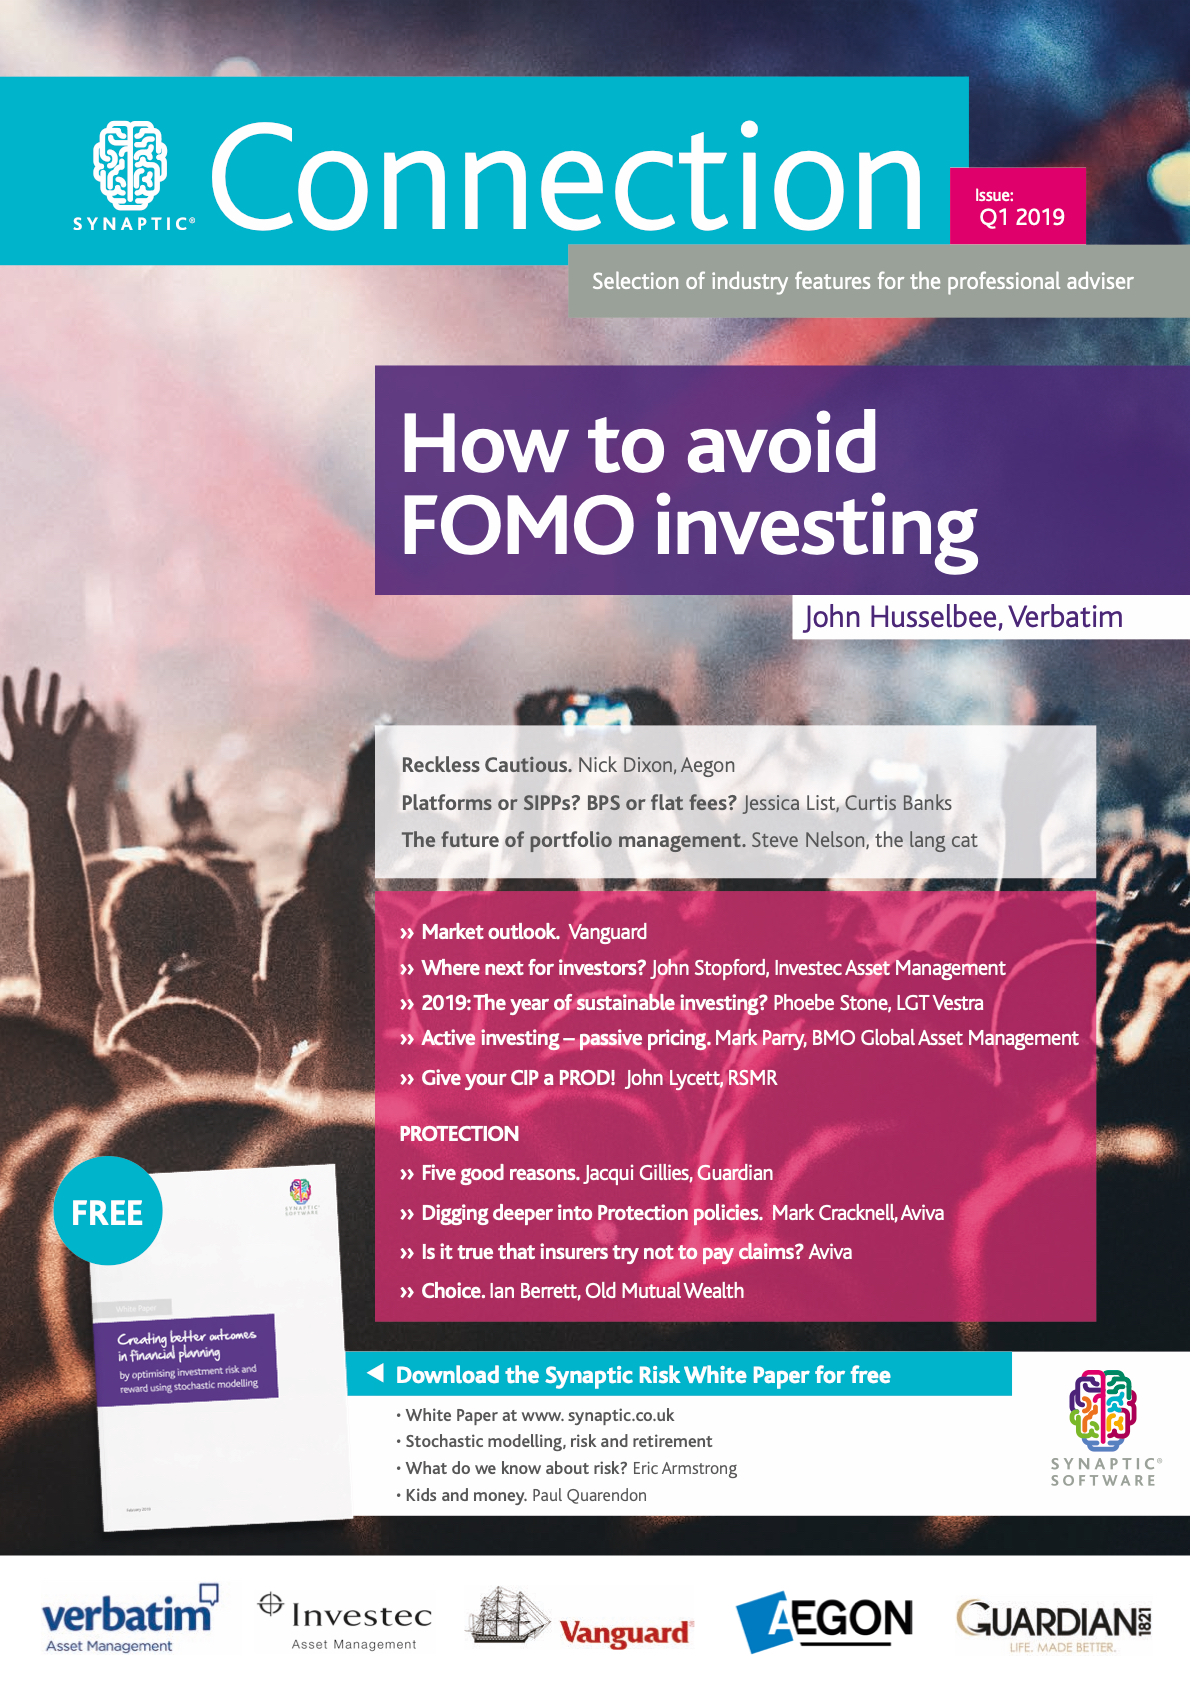 SYNAPTIC®
Connection
Issue:
Q1 2019
Selection of industry features for the professional adviser
How to avoid
FOMO investing
John Husselbee, Verbatim
Reckless Cautious. Nick Dixon, Aegon
Platforms or SIPPs? BPS or flat fees? Jessica List, Curtis Banks
The future of portfolio management. Steve Nelson, the lang cat
›› Market outlook. Vanguard
›› Where next for investors? John Stopford, Investec Asset Management
›› 2019: The year of sustainable investing? Phoebe Stone, LGT Vestra
›› Active investing – passive pricing. Mark Parry, BMO Global Asset Management
›› Give your CIP a PROD! John Lycett, RSMR
PROTECTION
›› Five good reasons. Jacqui Gillies, Guardian
›› Digging deeper into Protection policies. Mark Cracknell, Aviva
›› Is it true that insurers try not to pay claims? Aviva
›› Choice. Ian Berrett, Old Mutual Wealth
FREE
SYNAPTIC®
SOFTWARE
White Paper
Creating better outcomes
in financial planning
by optimising investment risk and
reward using stochastic modelling
February 2019
Download the Synaptic Risk White Paper for free
• White Paper at www. synaptic.co.uk
• Stochastic modelling, risk and retirement
• What do we know about risk? Eric Armstrong
• Kids and money. Paul Quarendon
SYNAPTIC®
SOFTWARE
verbatim
Asset Management
Investec
Asset Management
Vanguard®
AEGON
GUARDIAN 1821
LIFE. MADE BETTER.